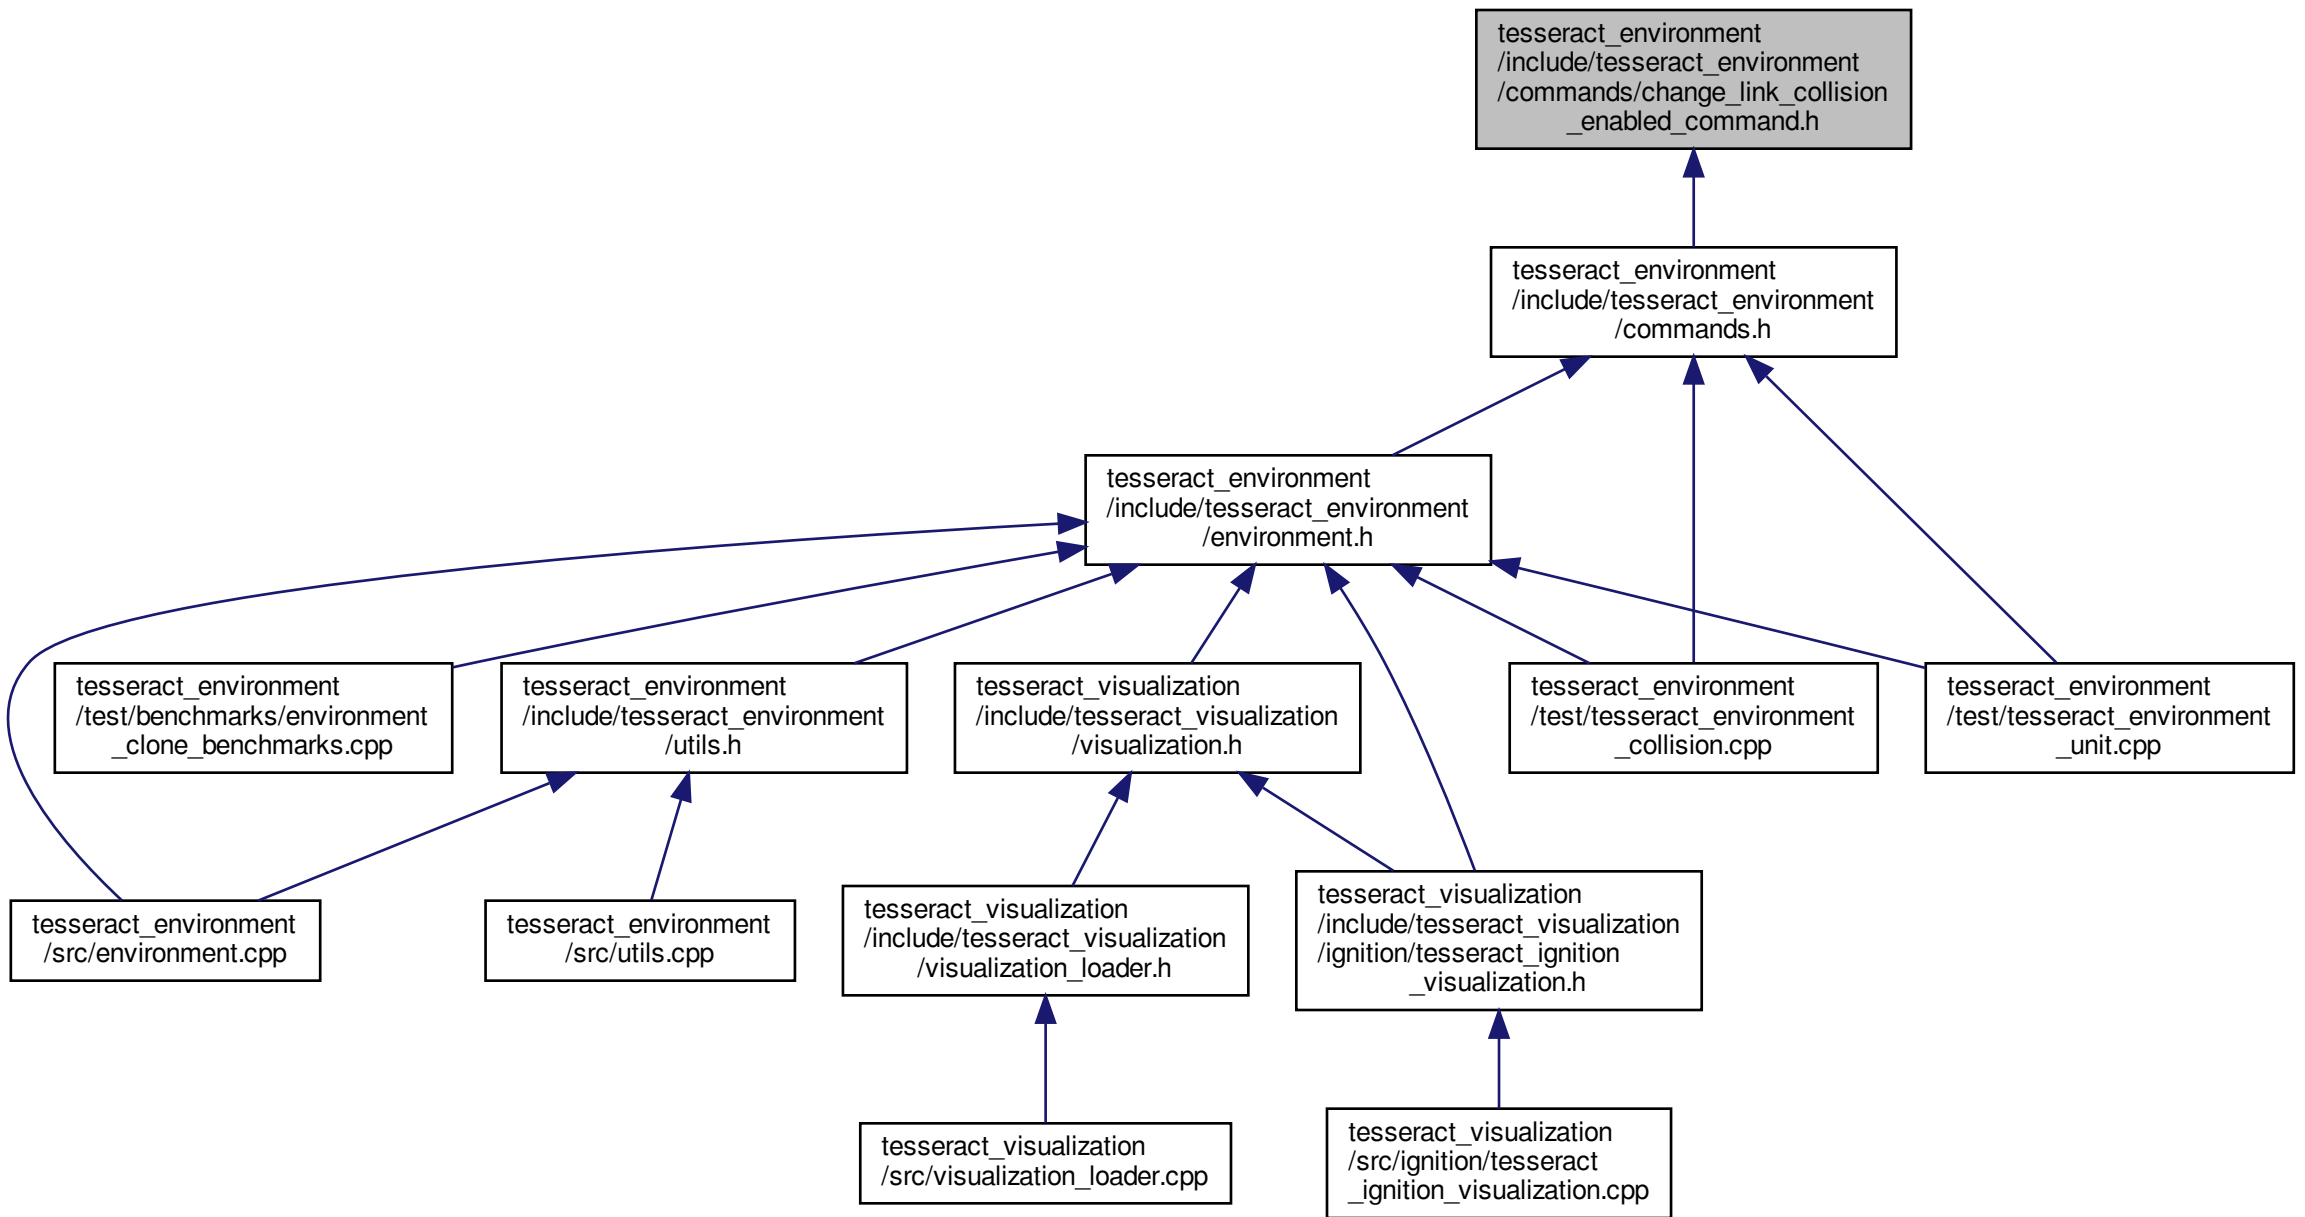 tesseract_environment
/include/tesseract_environment
/commands/change_link_collision
_enabled_command.h
tesseract_environment
/include/tesseract_environment
/commands.h
tesseract_environment
/include/tesseract_environment
/environment.h
tesseract_environment
/test/benchmarks/environment
_clone_benchmarks.cpp
tesseract_environment
/include/tesseract_environment
/utils.h
tesseract_visualization
/include/tesseract_visualization
/visualization.h
tesseract_environment
/test/tesseract_environment
_collision.cpp
tesseract_environment
/test/tesseract_environment
_unit.cpp
tesseract_environment
/src/environment.cpp
tesseract_environment
/src/utils.cpp
tesseract_visualization
/include/tesseract_visualization
/visualization_loader.h
tesseract_visualization
/include/tesseract_visualization
/ignition/tesseract_ignition
_visualization.h
tesseract_visualization
/src/visualization_loader.cpp
tesseract_visualization
/src/ignition/tesseract
_ignition_visualization.cpp